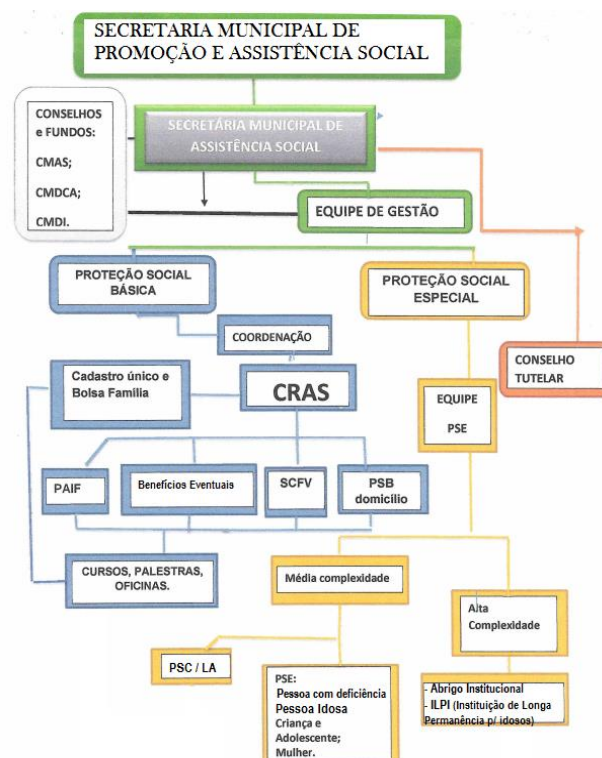 SECRETARIA MUNICIPAL DE
PROMOÇÃO E ASSISTÊNCIA SOCIAL
CONSELHOS
e FUNDOS:
CMAS;
CMDCA;
CMDI.
SECRETÁRIA MUNICIPAL DE
ASSISTÊNCIA SOCIAL
EQUIPE DE GESTÃO
PROTEÇÃO SOCIAL
BÁSICA
PROTEÇÃO SOCIAL
ESPECIAL
COORDENAÇÃO
CONSELHO
TUTELAR
Cadastro único e
Bolsa Família
CRAS
EQUIPE
PSE
PAIF
Benefícios Eventuais
SCFV
PSB
domicílio
CURSOS, PALESTRAS,
OFICINAS.
Média complexidade
Alta
Complexidade
PSC / LA
PSE:
Pessoa com deficiência
Pessoa Idosa
Criança e
Adolescente;
Mulher.
- Abrigo Institucional
- ILPI (Instituição de Longa
Permanência p/ idosos)